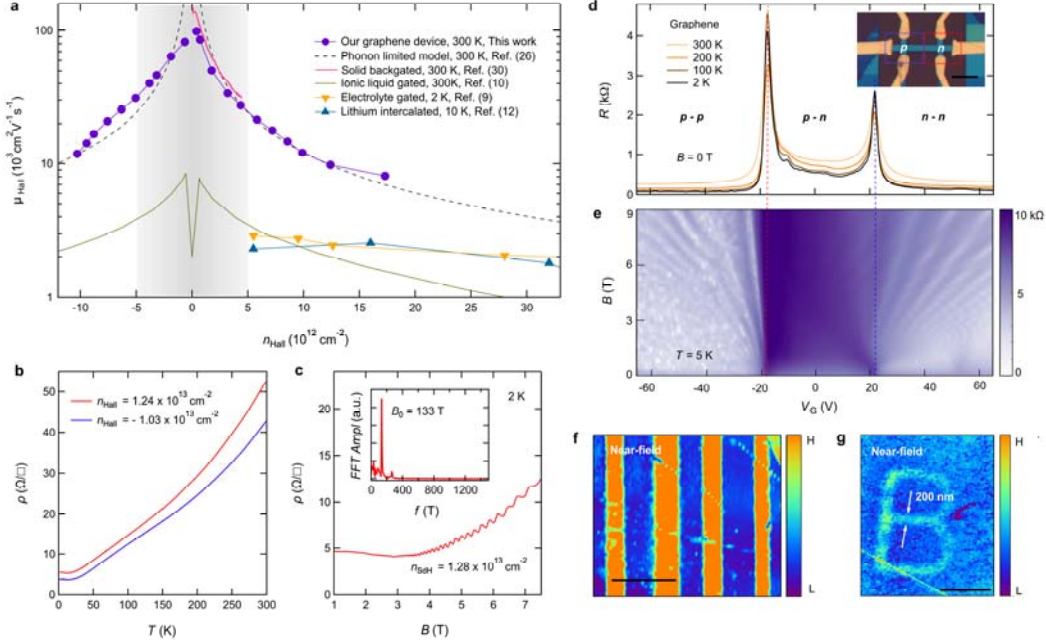 a
100
10
1
μHall (10³ cm² V⁻¹ s⁻¹)
-10 -5 0 5 10 15 20 25 30
nHall (10¹² cm⁻²)
Our graphene device, 300 K, This work
Phonon limited model, 300 K, Ref. (26)
Solid backgated, 300 K, Ref. (30)
Ionic liquid gated, 300K, Ref. (10)
Electrolyte gated, 2 K, Ref. (9)
Lithium intercalated, 10 K, Ref. (12)
b
60
50
40
30
20
10
0
ρ (Ω/□)
nHall = 1.24 x 10¹³ cm⁻²
nHall = - 1.03 x 10¹³ cm⁻²
0 50 100 150 200 250 300
T (K)
c
20
15
10
5
0
ρ (Ω/□)
2 K
FFT Ampl (a.u.)
B₀ = 133 T
0 400 800 1200
f (T)
nSdH = 1.28 x 10¹³ cm⁻²
1 2 3 4 5 6 7
B (T)
d
4
3
2
1
0
R (kΩ)
Graphene
300 K
200 K
100 K
2 K
p n
p - p
p - n
n - n
B = 0 T
e
9
6
3
0
B (T)
T = 5 K
-60 -40 -20 0 20 40 60
VG (V)
10 kΩ
5
0
f
Near-field
H
L
g
Near-field
200 nm
H
L